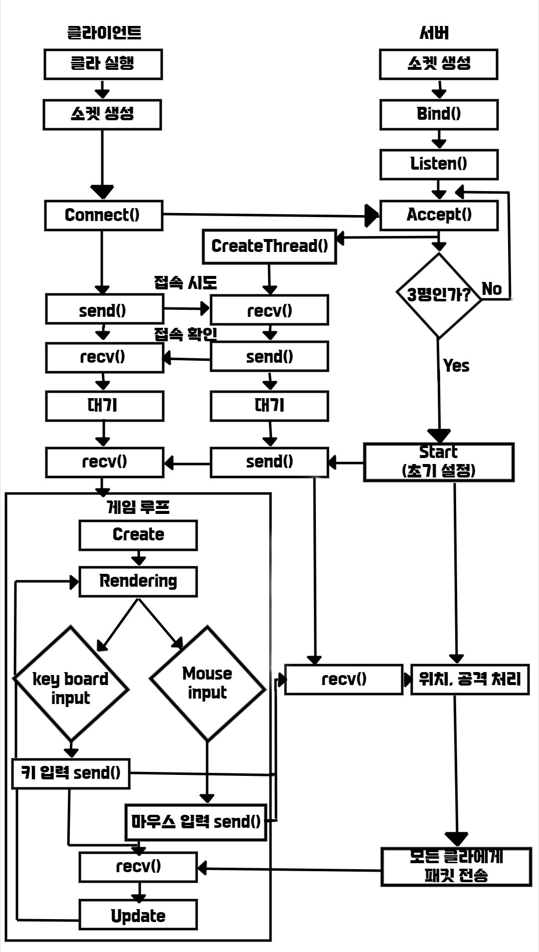 클라이언트
서버
클라 실행
소켓 생성
소켓 생성
Bind()
Listen()
Connect()
Accept()
CreateThread()
접속 시도
3명인가?
No
send()
recv()
접속 확인
recv()
send()
Yes
대기
대기
recv()
send()
Start
(초기 설정)
게임 루프
Create
Rendering
key board
input
Mouse
input
recv()
위치, 공격 처리
키 입력 send()
마우스 입력 send()
recv()
모든 클라에게
패킷 전송
Update